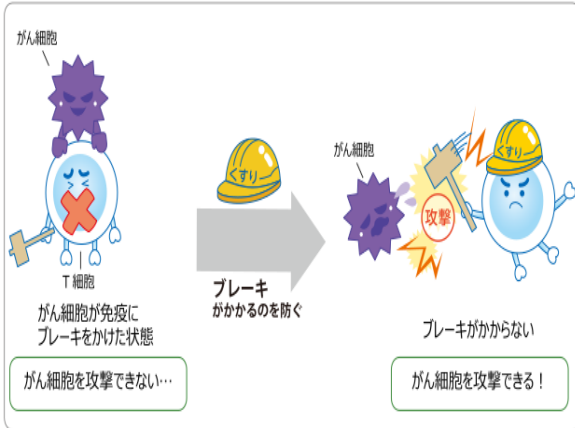 がん細胞
T 細胞
がん細胞が免疫に
ブレーキをかけた状態
がん細胞を攻撃できない…
くすり
ブレーキ
がかかるのを防ぐ
がん細胞
攻撃
くすり
ブレーキがかからない
がん細胞を攻撃できる！